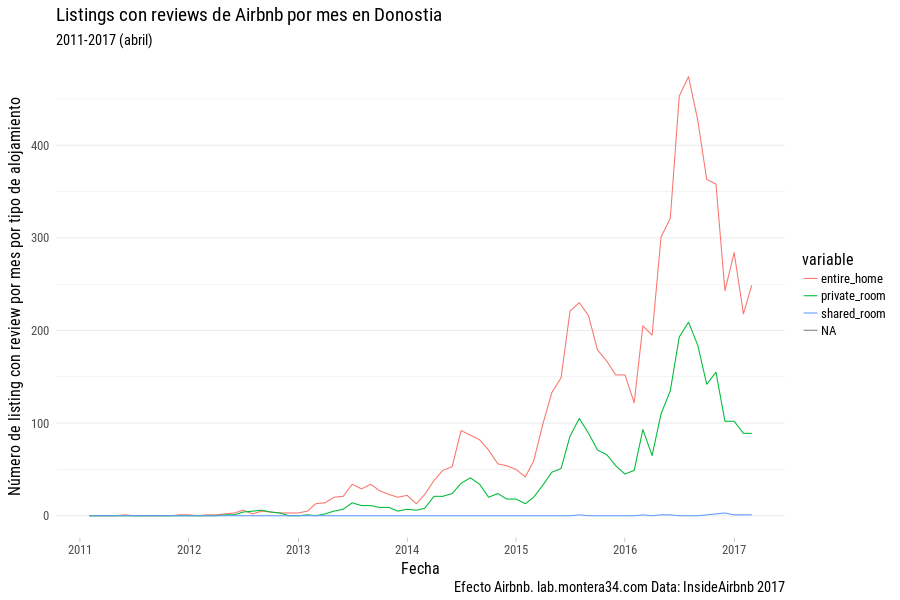 Listings con reviews de Airbnb por mes en Donostia
2011-2017 (abril)
Número de listing con review por mes por tipo de alojamiento
400
300
200
100
0
2011 2012 2013 2014 2015 2016 2017
Fecha
variable
entire_home
private_room
shared_room
NA
Efecto Airbnb. lab.montera34.com Data: InsideAirbnb 2017